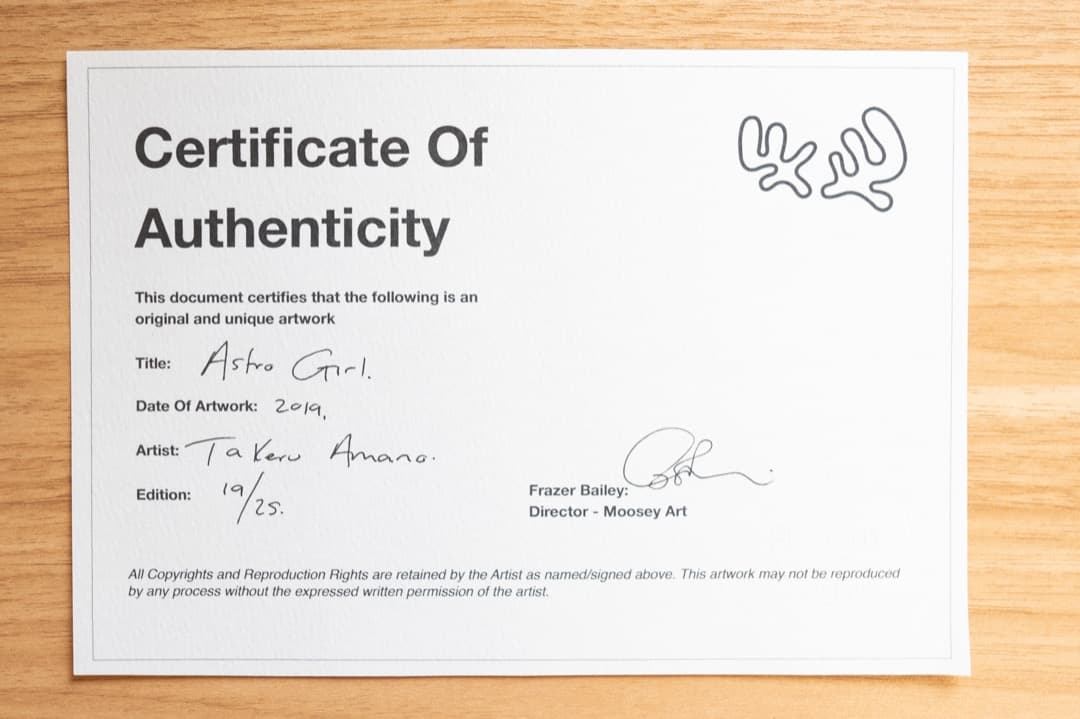 Certificate Of
Authenticity
This document certifies that the following is an
original and unique artwork
Title: Astro Girl.
Date Of Artwork: 2019,
Artist: Takeru Amano.
Edition: 19/25.
Frazer Bailey:
Director - Moosey Art
All Copyrights and Reproduction Rights are retained by the Artist as named/signed above. This artwork may not be reproduced
by any process without the expressed written permission of the artist.